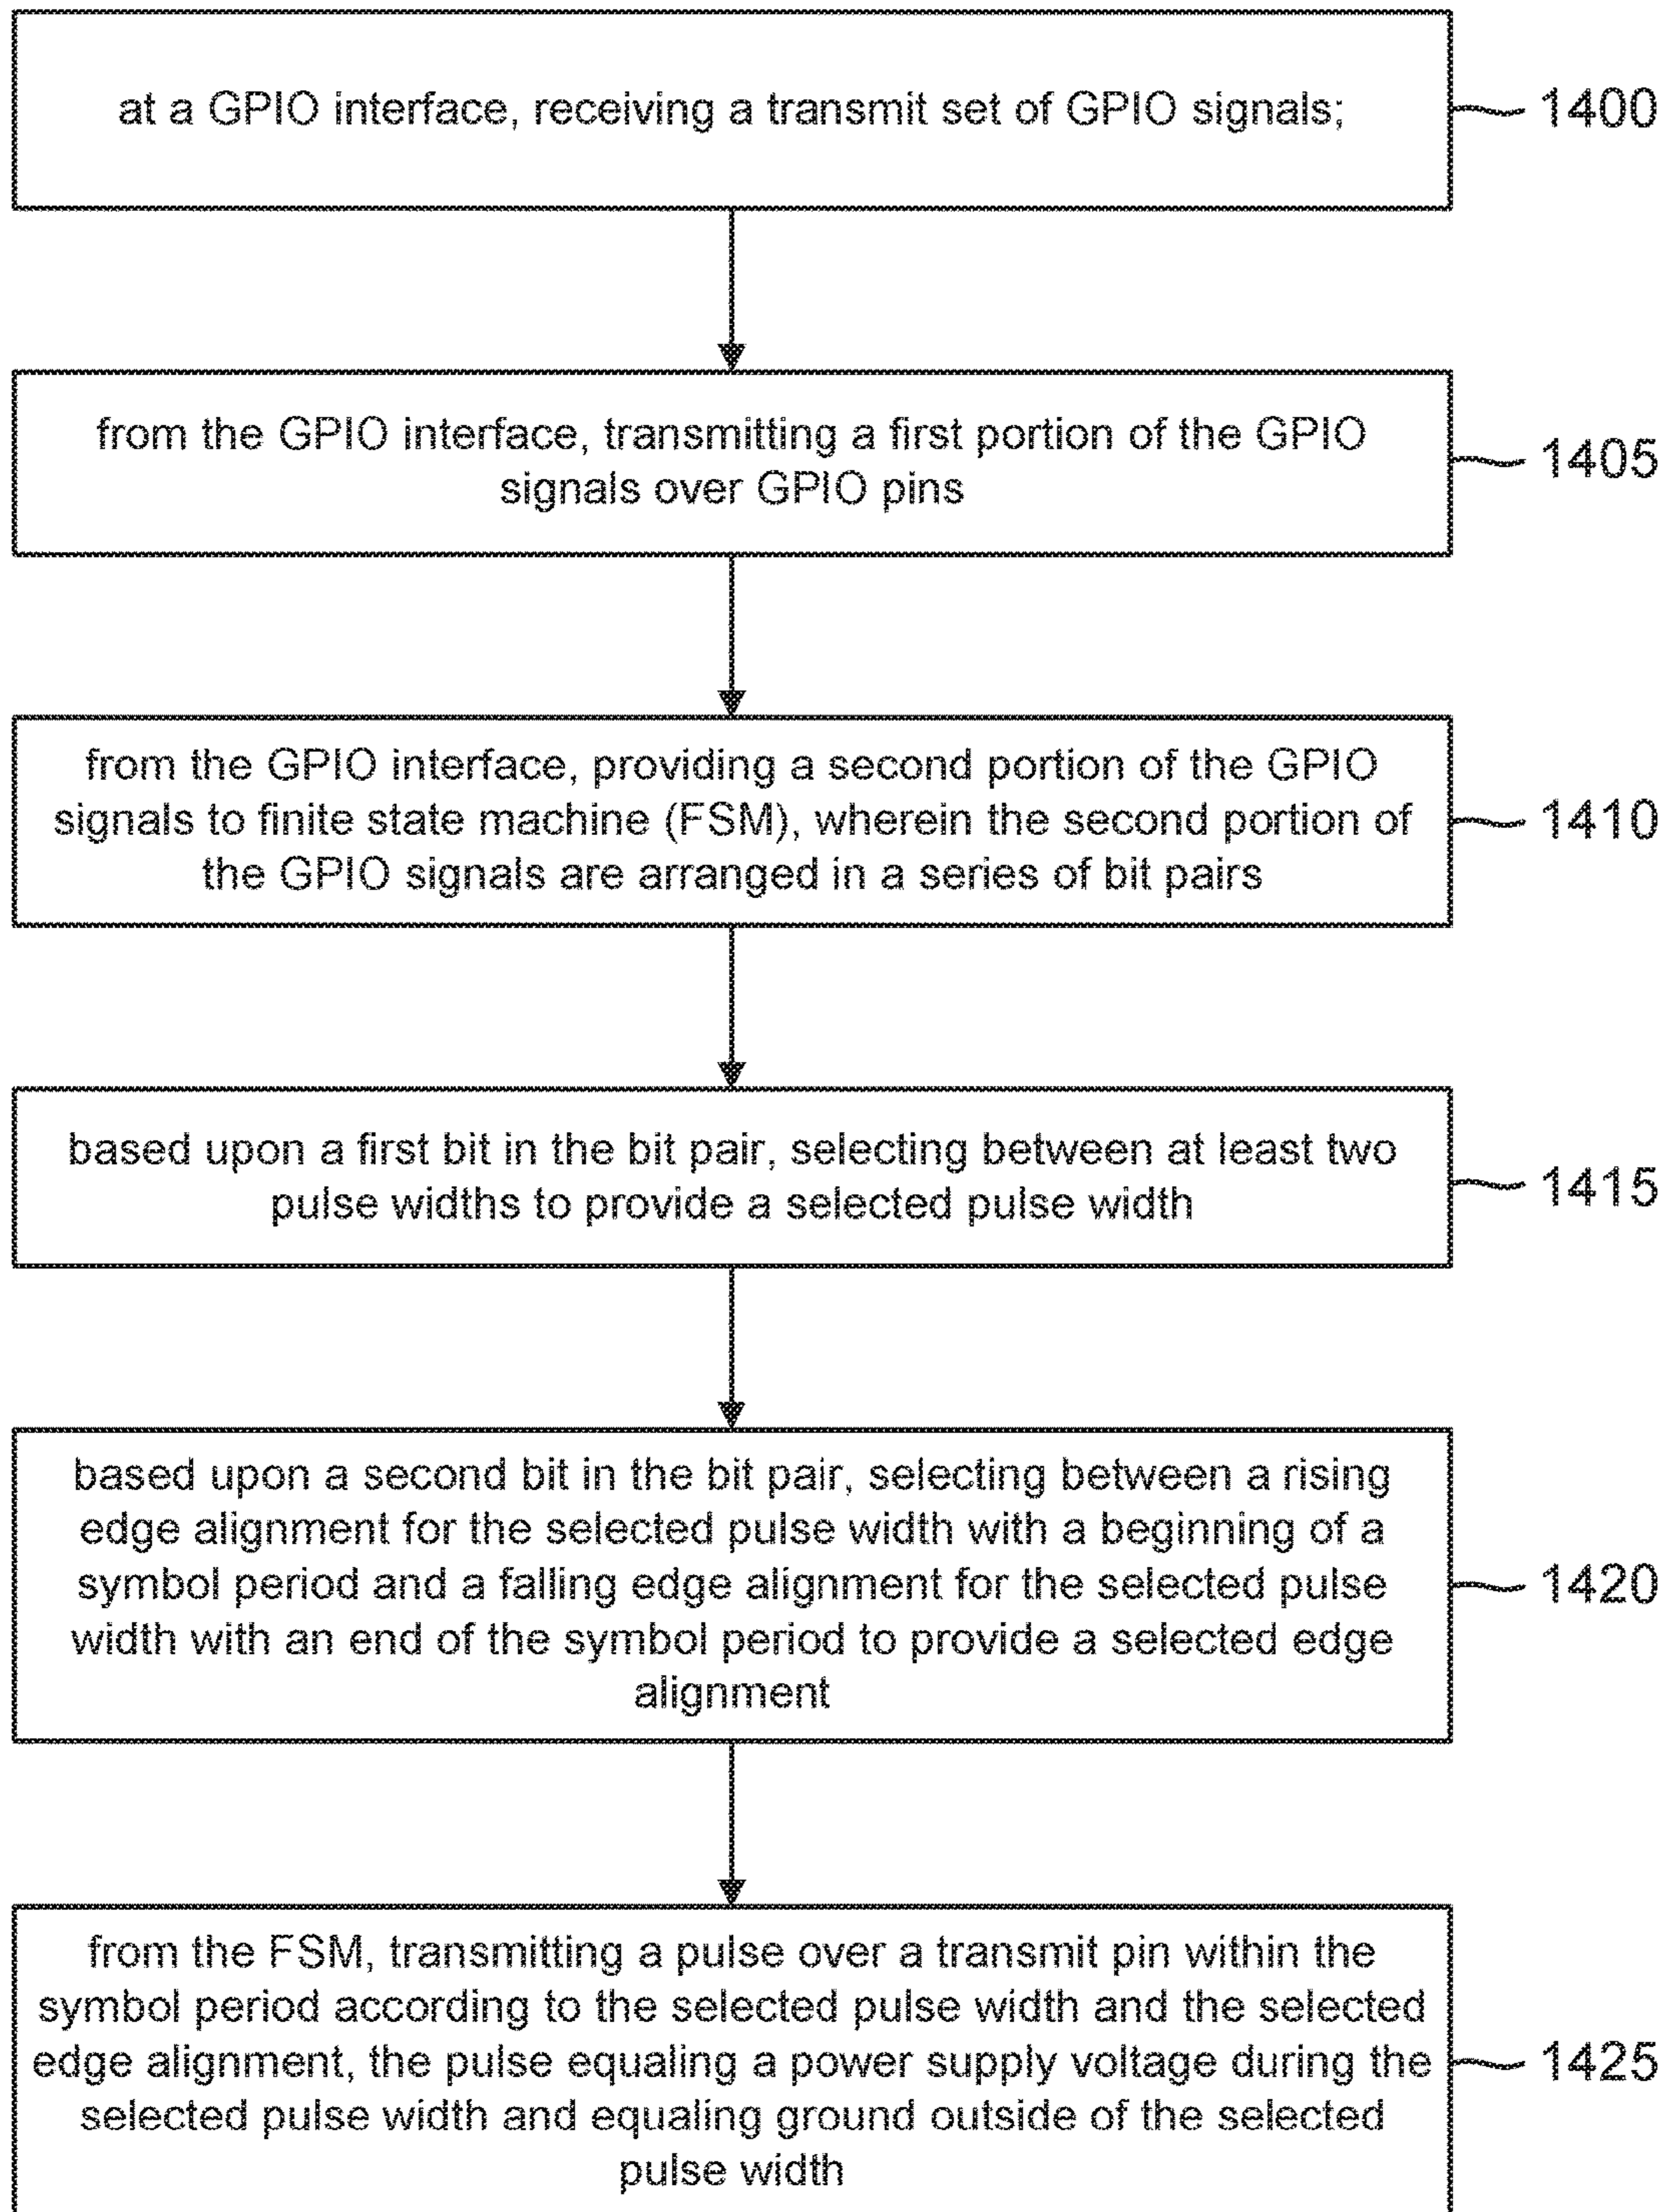 at a GPIO interface, receiving a transmit set of GPIO signals;
1400
from the GPIO interface, transmitting a first portion of the GPIO
signals over GPIO pins
1405
from the GPIO interface, providing a second portion of the GPIO
signals to finite state machine (FSM), wherein the second portion of
the GPIO signals are arranged in a series of bit pairs
1410
based upon a first bit in the bit pair, selecting between at least two
pulse widths to provide a selected pulse width
1415
based upon a second bit in the bit pair, selecting between a rising
edge alignment for the selected pulse width with a beginning of a
symbol period and a falling edge alignment for the selected pulse
width with an end of the symbol period to provide a selected edge
alignment
1420
from the FSM, transmitting a pulse over a transmit pin within the
symbol period according to the selected pulse width and the selected
edge alignment, the pulse equaling a power supply voltage during the
selected pulse width and equaling ground outside of the selected
pulse width
1425